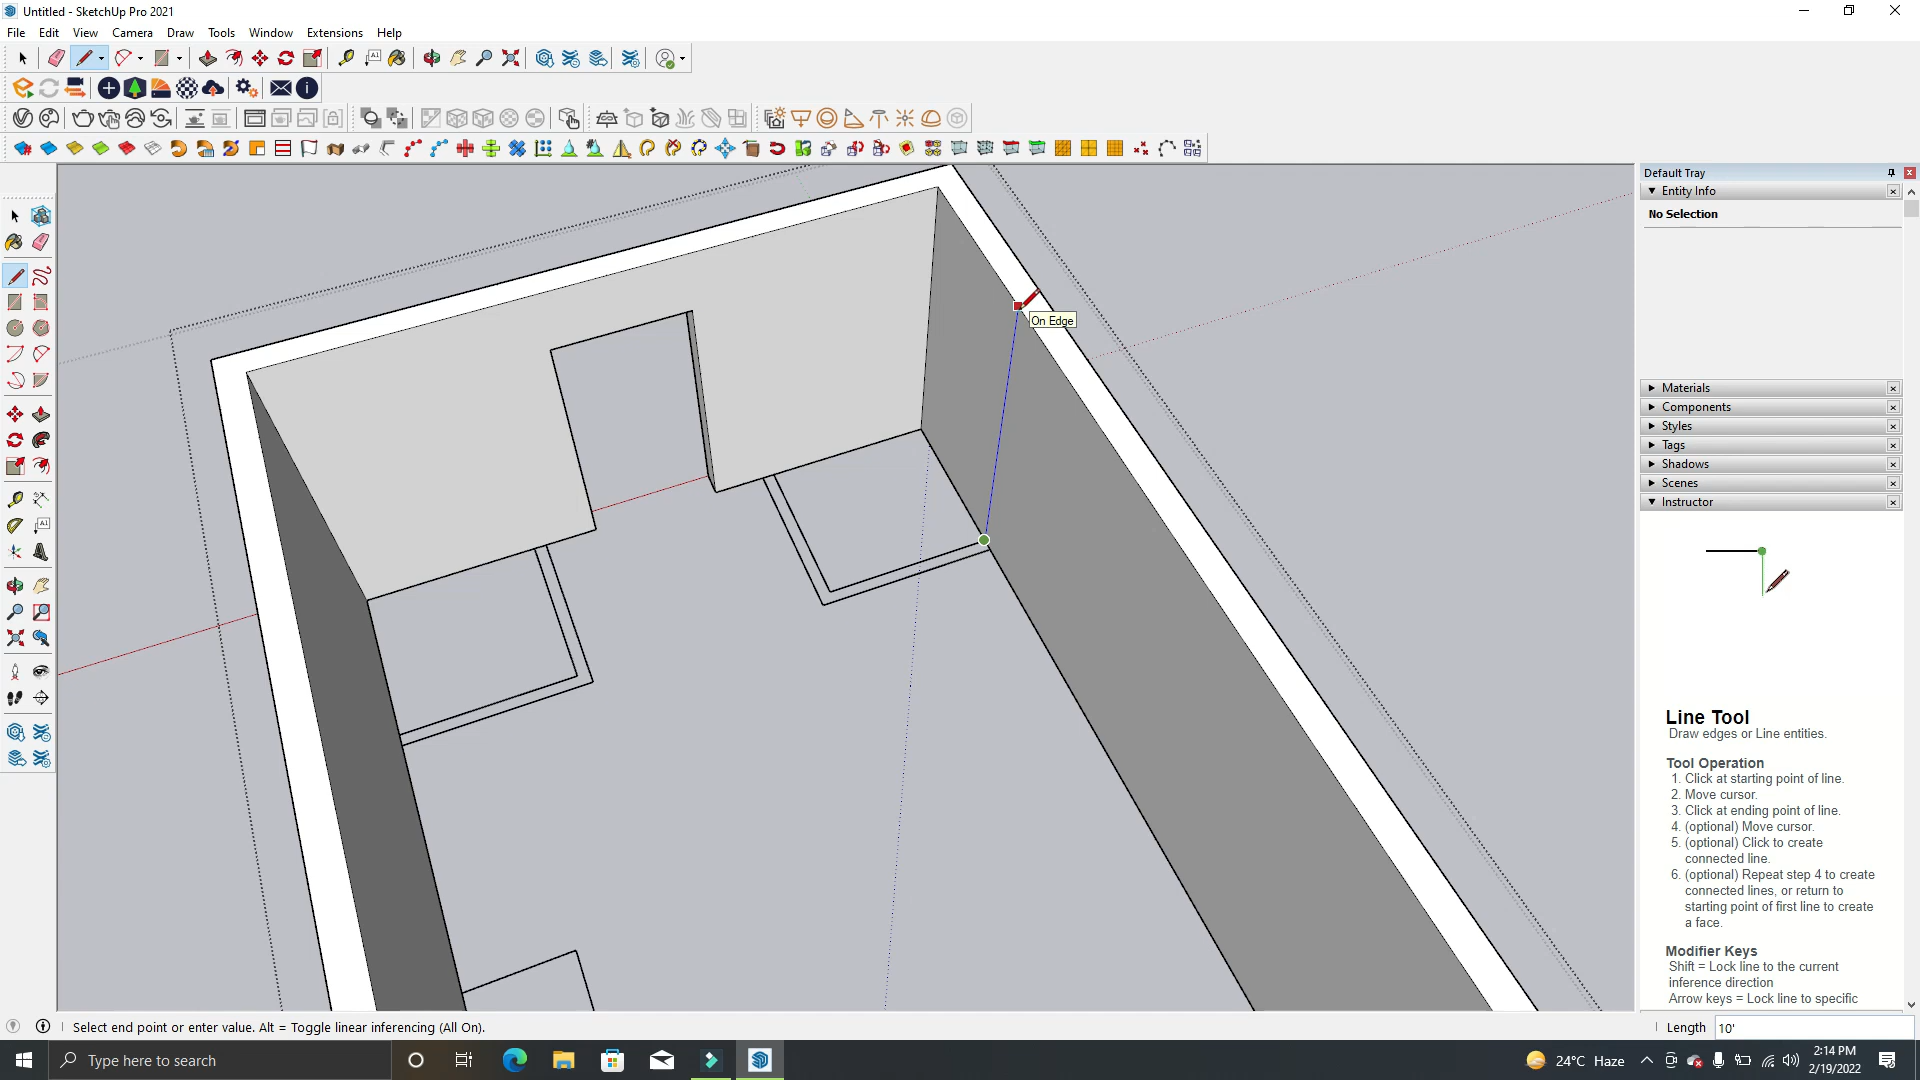 Untitled - SketchUp Pro 2021
File Edit View Camera Draw Tools Window Extensions Help
Default Tray
Entity Info
No Selection
On Edge
Materials
Components
Styles
Tags
Shadows
Scenes
Instructor
Line Tool
Draw edges or Line entities.
Tool Operation
1. Click at starting point of line.
2. Move cursor.
3. Click at ending point of line.
4. (optional) Move cursor.
5. (optional) Click to create
connected line.
6. (optional) Repeat step 4 to create
connected lines, or return to
starting point of first line to create
a face.
Modifier Keys
Shift = Lock line to the current
inference direction
Arrow keys = Lock line to specific
Select end point or enter value. Alt = Toggle linear inferencing (All On).
Length 10'
Type here to search
24°C Haze
2:14 PM
2/19/2022